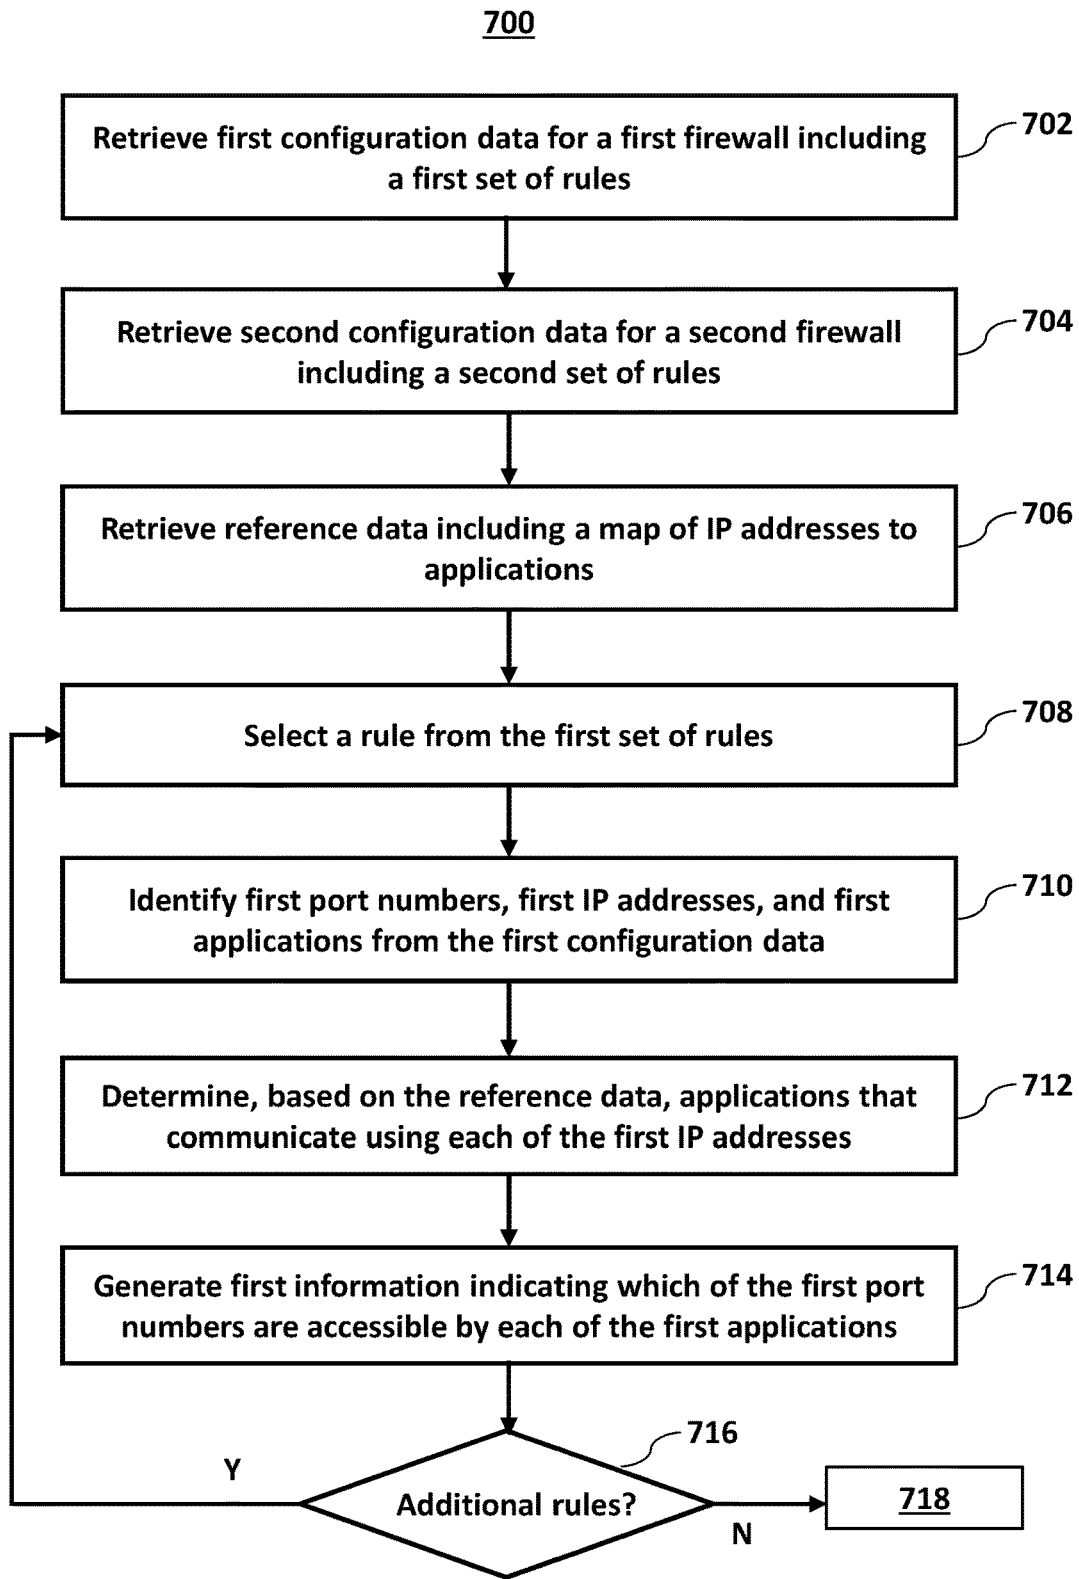 700
Retrieve first configuration data for a first firewall including
a first set of rules
702
Retrieve second configuration data for a second firewall
including a second set of rules
704
Retrieve reference data including a map of IP addresses to
applications
706
Select a rule from the first set of rules
708
Identify first port numbers, first IP addresses, and first
applications from the first configuration data
710
Determine, based on the reference data, applications that
communicate using each of the first IP addresses
712
Generate first information indicating which of the first port
numbers are accessible by each of the first applications
714
716
Y
Additional rules?
N
718